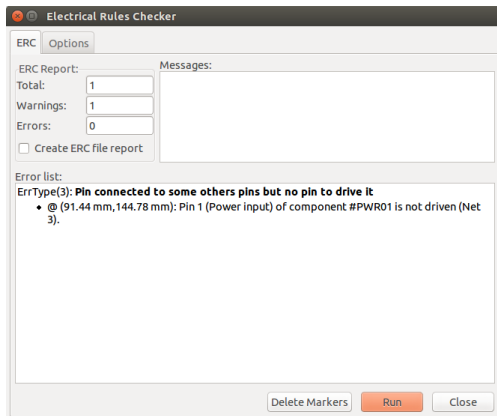 Electrical Rules Checker
ERC Options
ERC Report:
Total: 1
Warnings: 1
Errors: 0
Create ERC file report
Messages:
Error list:
ErrType(3): Pin connected to some others pins but no pin to drive it
• @ (91.44 mm,144.78 mm): Pin 1 (Power input) of component #PWR01 is not driven (Net
3).
Delete Markers Run Close